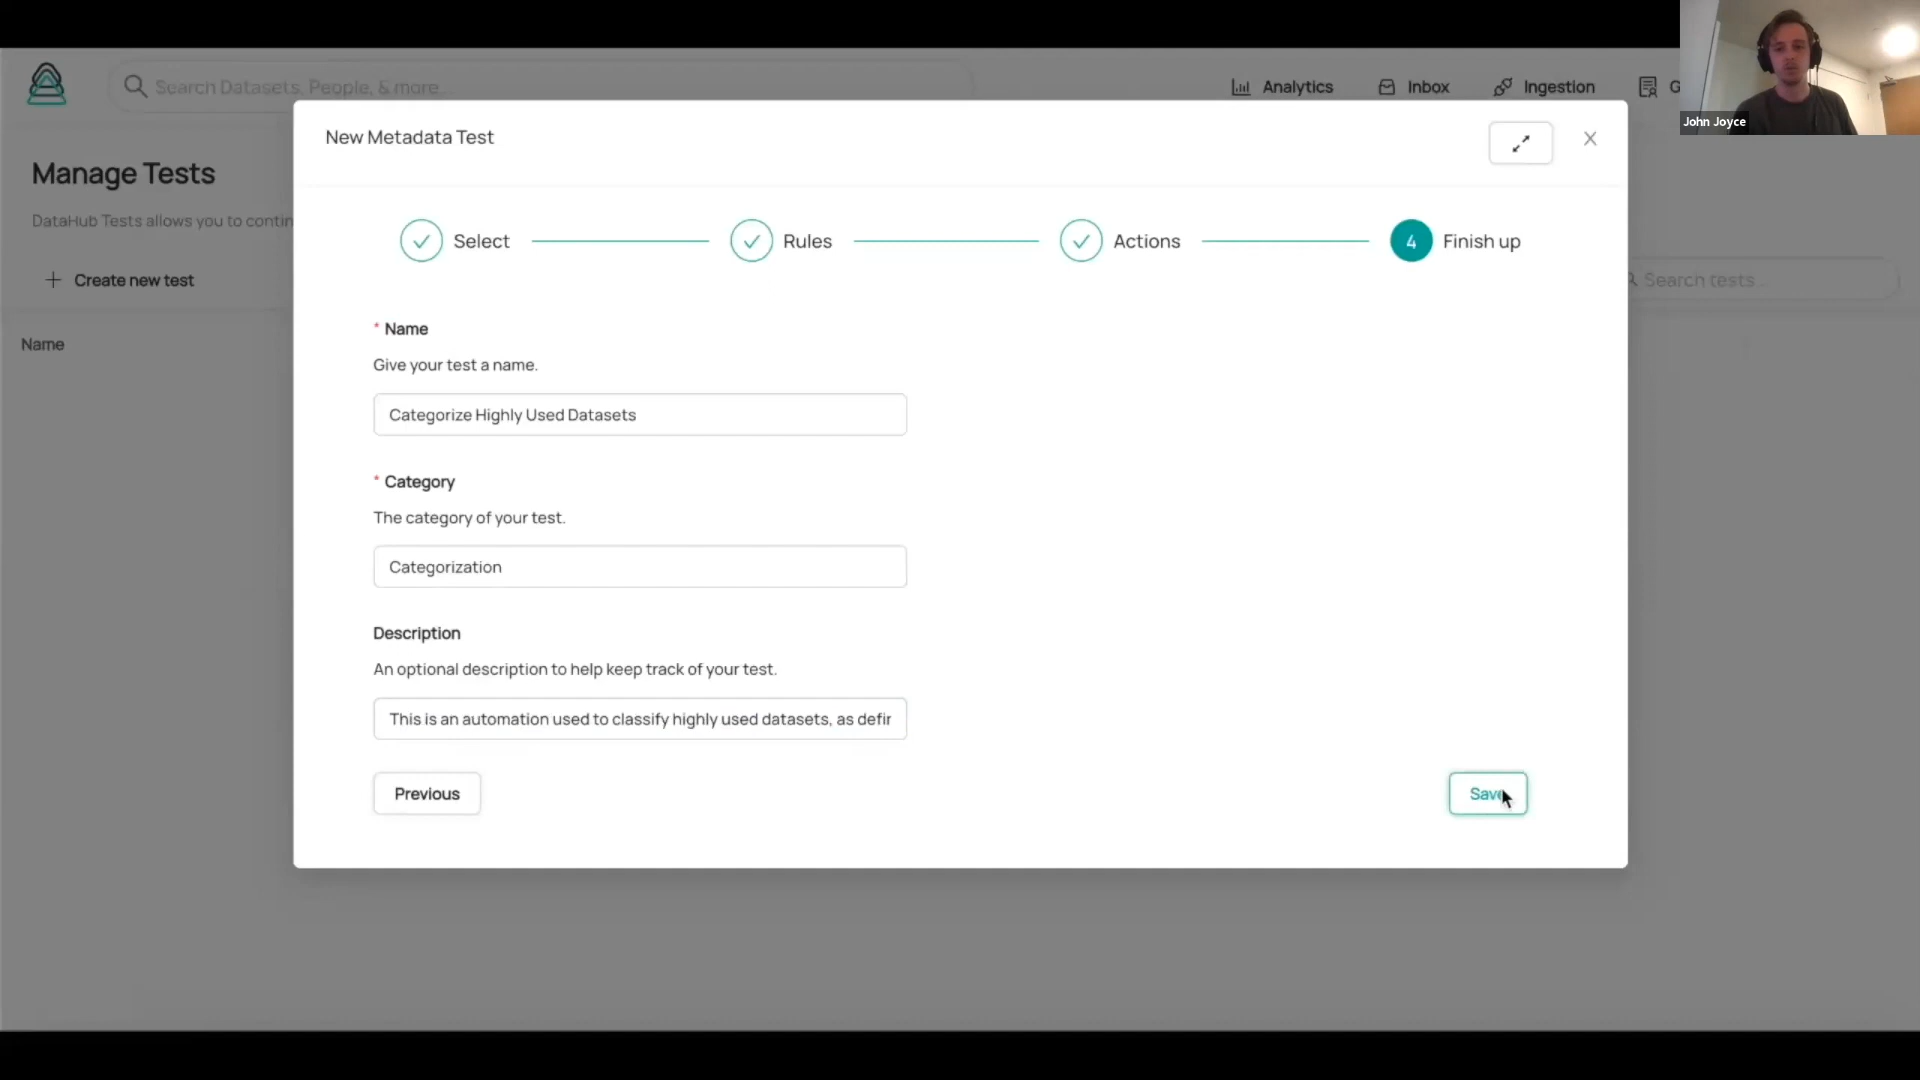 Search Datasets, People, & more...
Analytics
Inbox
Ingestion
G
John Joyce
New Metadata Test
Manage Tests
DataHub Tests allows you to contin
Select
Rules
Actions
4
Finish up
Create new test
Search tests...
Name
* Name
Give your test a name.
Categorize Highly Used Datasets
* Category
The category of your test.
Categorization
Description
An optional description to help keep track of your test.
This is an automation used to classify highly used datasets, as defir
Previous
Save